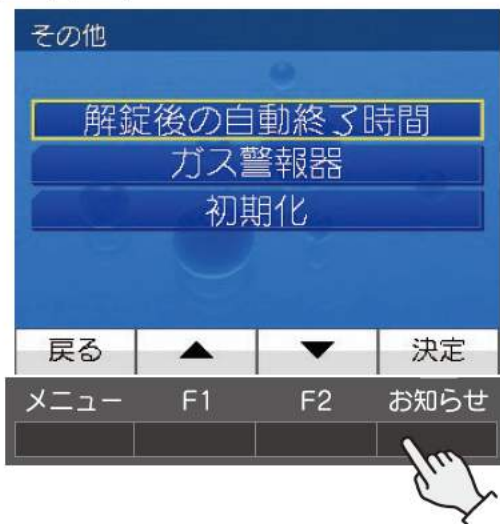 その他
解錠後の自動終了時間
ガス警報器
初期化
戻る ▲ ▼ 決定
メニュー F1 F2 お知らせ